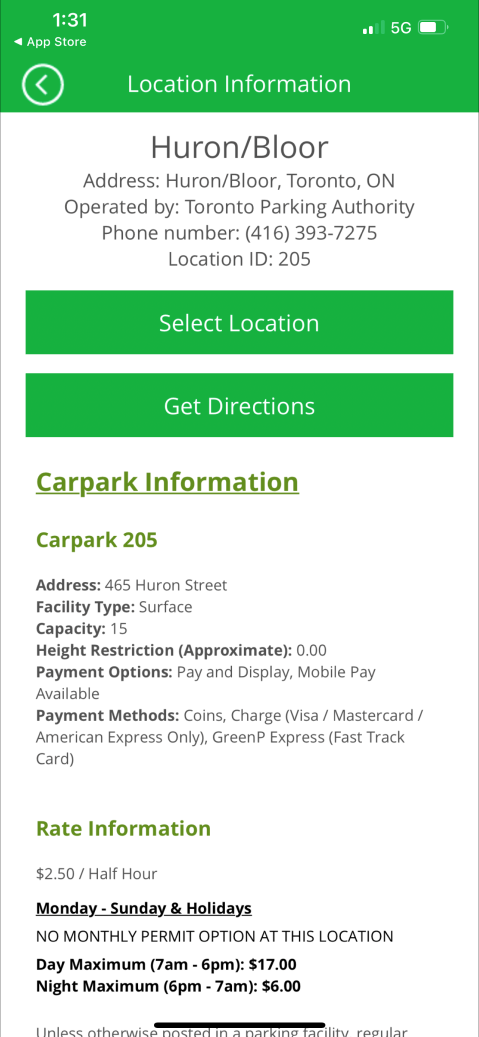 1:31
5G
◀ App Store
Location Information
Huron/Bloor
Address: Huron/Bloor, Toronto, ON
Operated by: Toronto Parking Authority
Phone number: (416) 393-7275
Location ID: 205
Select Location
Get Directions
Carpark Information
Carpark 205
Address: 465 Huron Street
Facility Type: Surface
Capacity: 15
Height Restriction (Approximate): 0.00
Payment Options: Pay and Display, Mobile Pay
Available
Payment Methods: Coins, Charge (Visa / Mastercard /
American Express Only), GreenP Express (Fast Track
Card)
Rate Information
$2.50 / Half Hour
Monday - Sunday & Holidays
NO MONTHLY PERMIT OPTION AT THIS LOCATION
Day Maximum (7am - 6pm): $17.00
Night Maximum (6pm - 7am): $6.00
Unless otherwise posted in a parking facility, regular